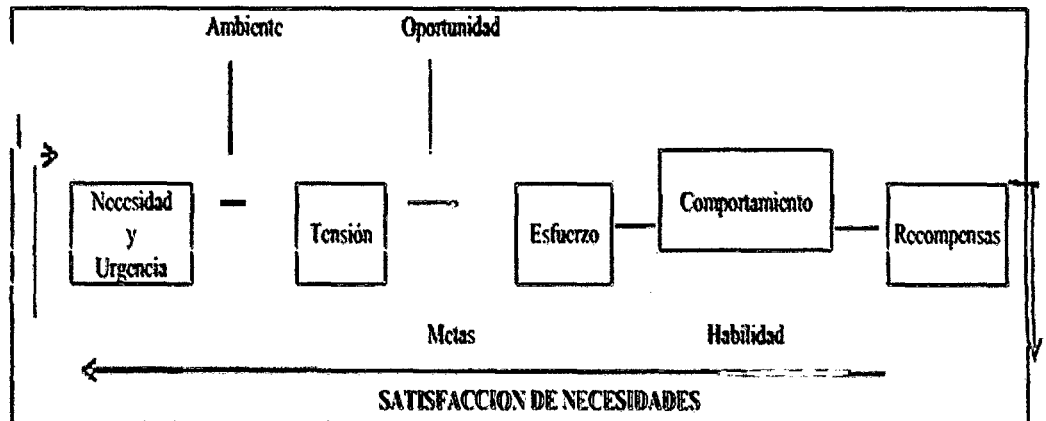 Ambiente
Oportunidad
Necesidad
y
Urgencia
Tensión
Esfuerzo
Comportamiento
Recompensas
Metas
Habilidad
SATISFACCION DE NECESIDADES